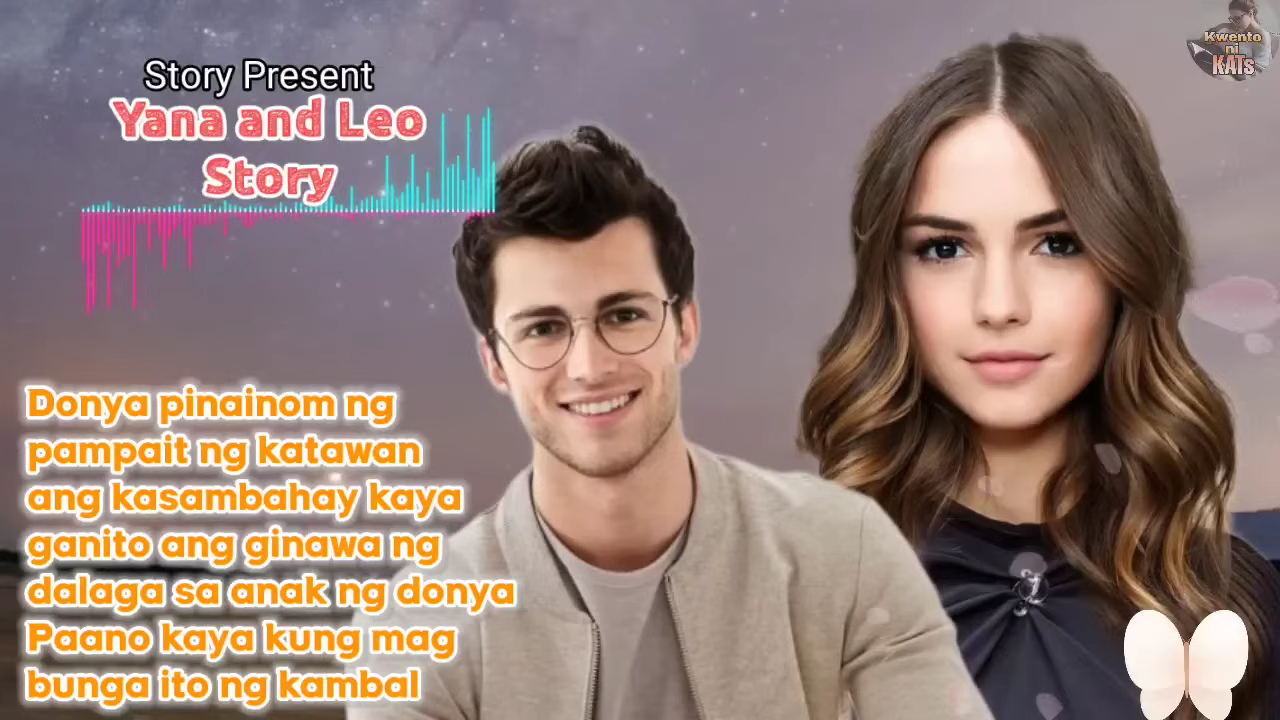 Story Present
Yana and Leo
Story
Kwento
ni
KATs
Donya pinainom ng
pampait ng katawan
ang kasambahay kaya
ganito ang ginawa ng
dalaga sa anak ng donya
Paano kaya kung mag
bunga ito ng kambal